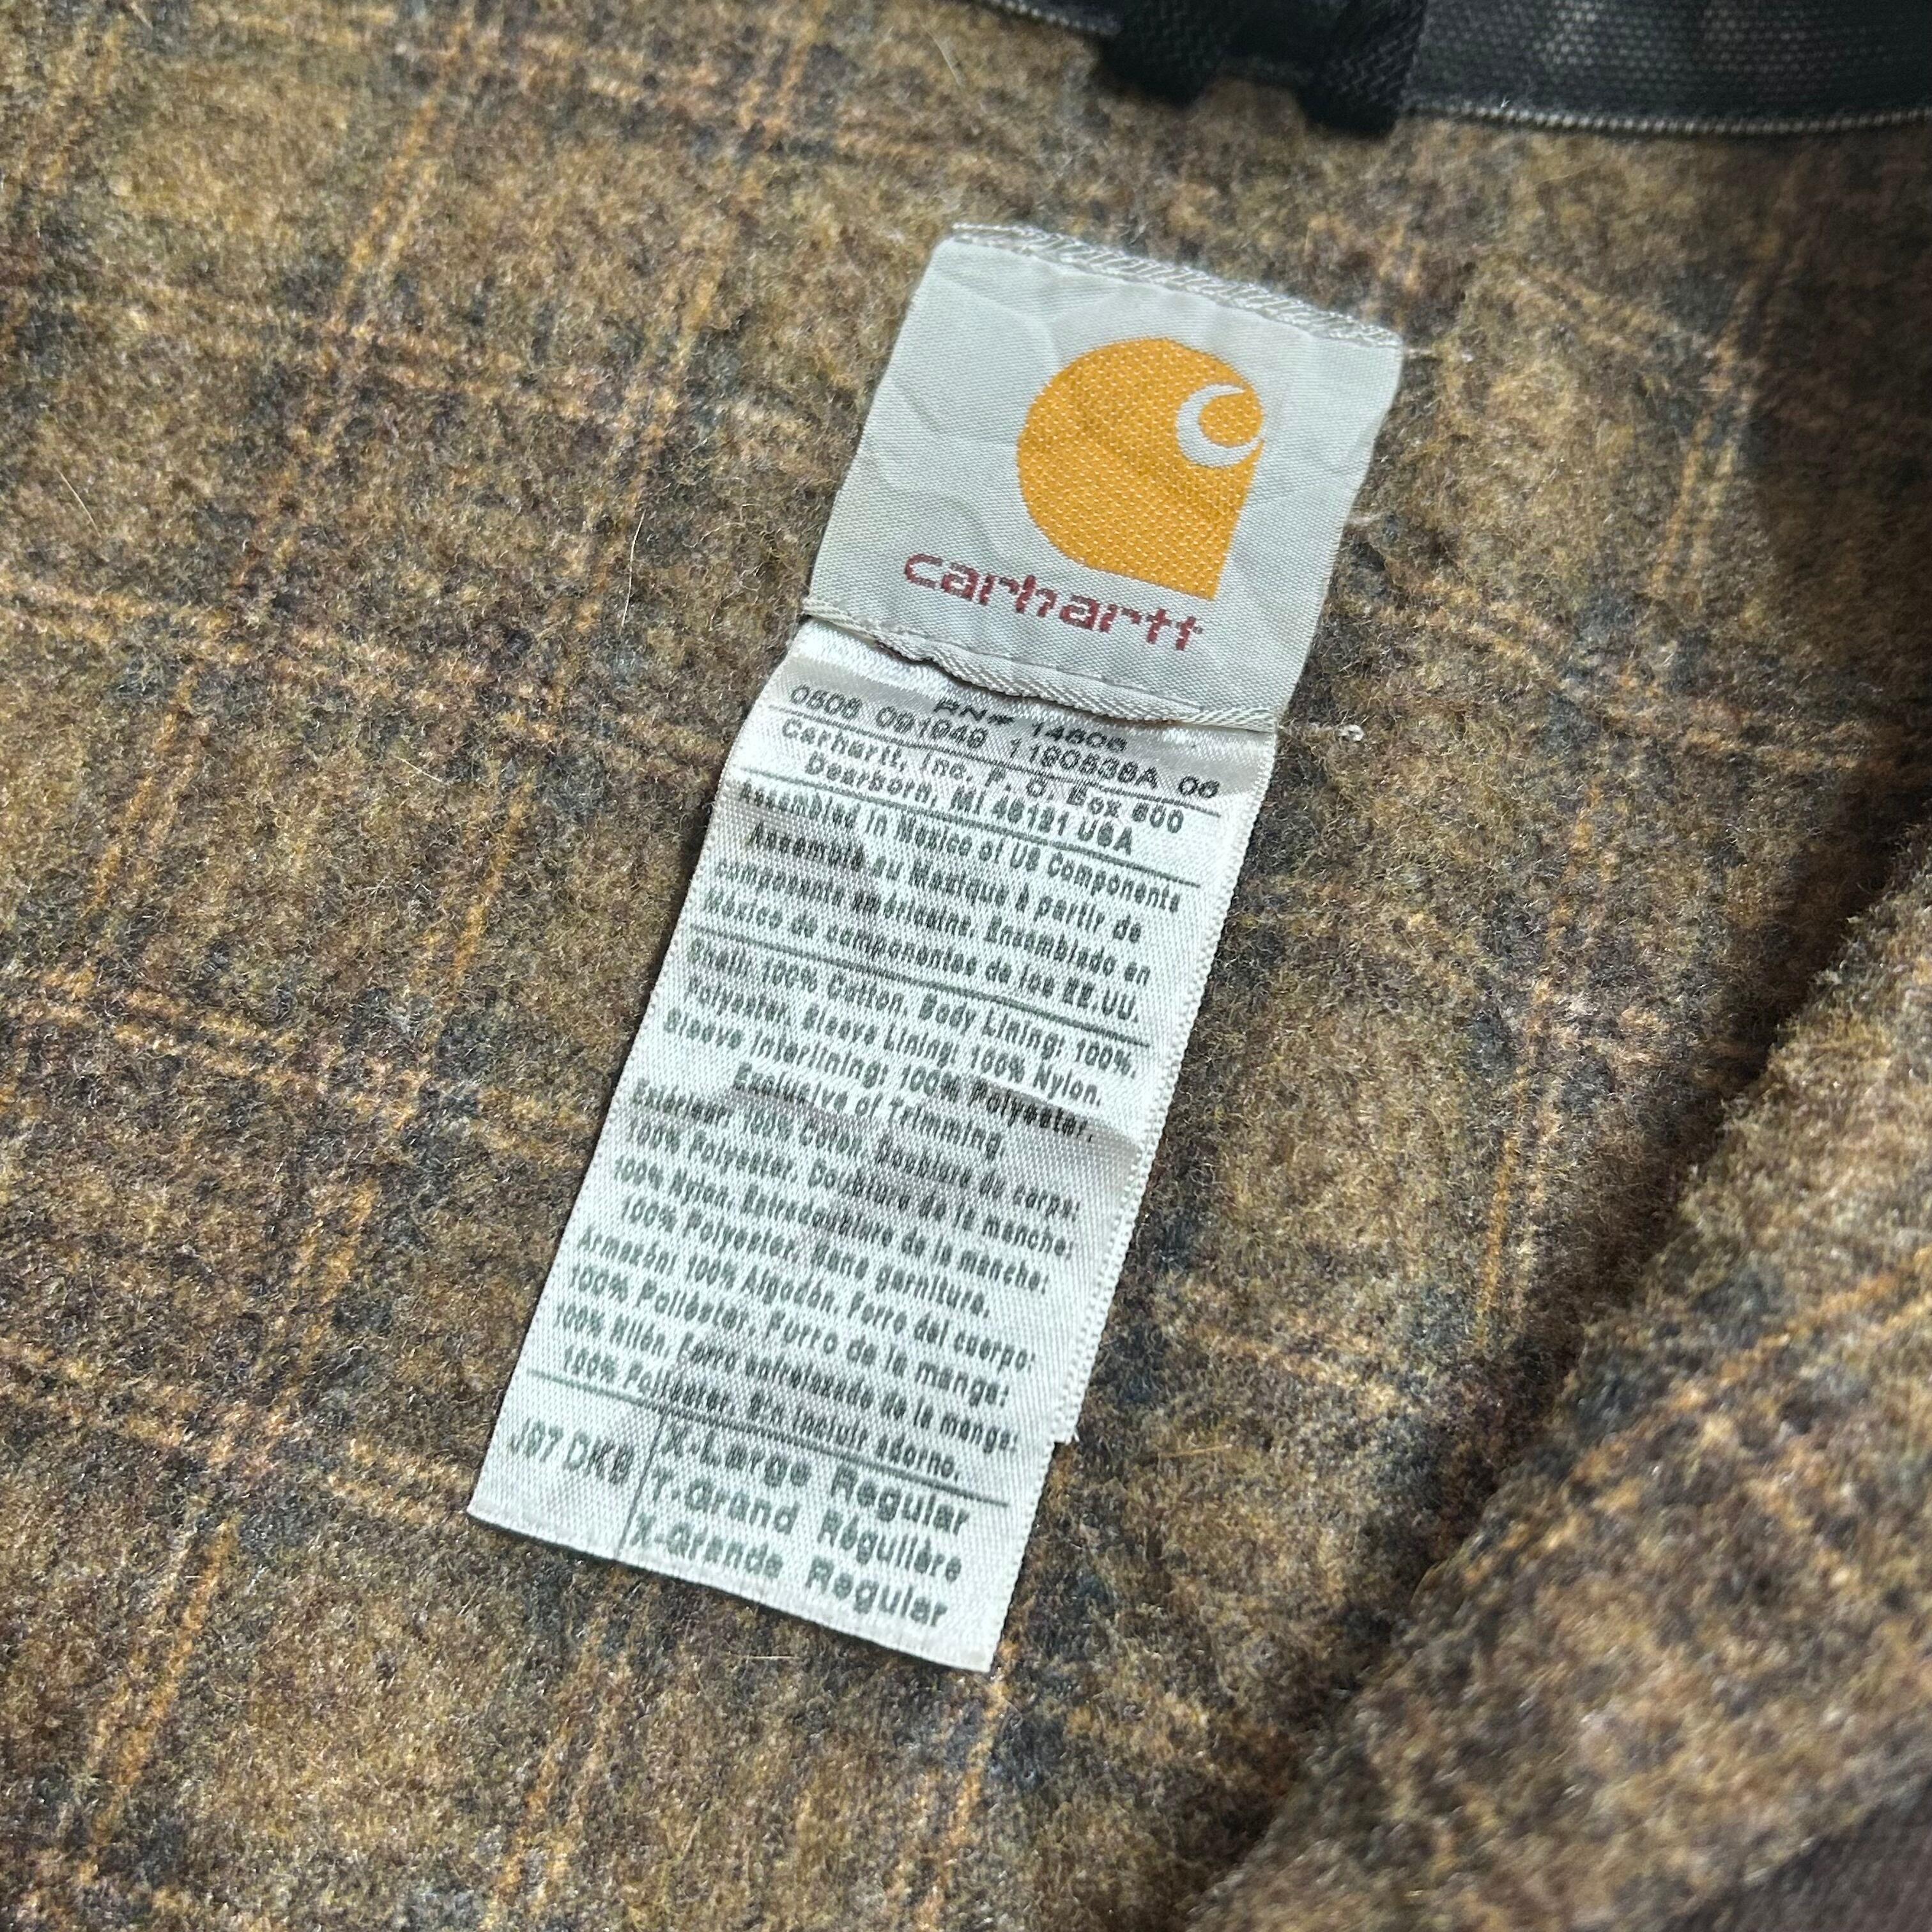 carhartt
RN# 14806
0508 091949 1190538A 06
Carhartt, Inc. P. O. Box 600
Dearborn, MI 48121 USA
Assembled in Mexico of US Components
Assemblé au Mexique à partir de
composants américains. Ensamblado en
México de componentes de los EE.UU.
Shell: 100% Cotton. Body Lining: 100%
Polyester. Sleeve Lining: 100% Nylon.
Sleeve Interlining: 100% Polyester.
Exclusive of Trimming
Extérieur: 100% Coton. Doublure du corps:
100% Polyester. Doublure de la manche:
100% Nylon. Entredoublure de la manche:
100% Polyester. Sans garniture.
Armazón: 100% Algodón. Forro del cuerpo:
100% Poliéster. Forro de la manga:
100% Nilón. Forro entrelazado de la manga:
100% Poliéster. Sin incluir adorno.
J97 DKB
X-Large Regular
T-Grand Régulière
X-Grande Regular